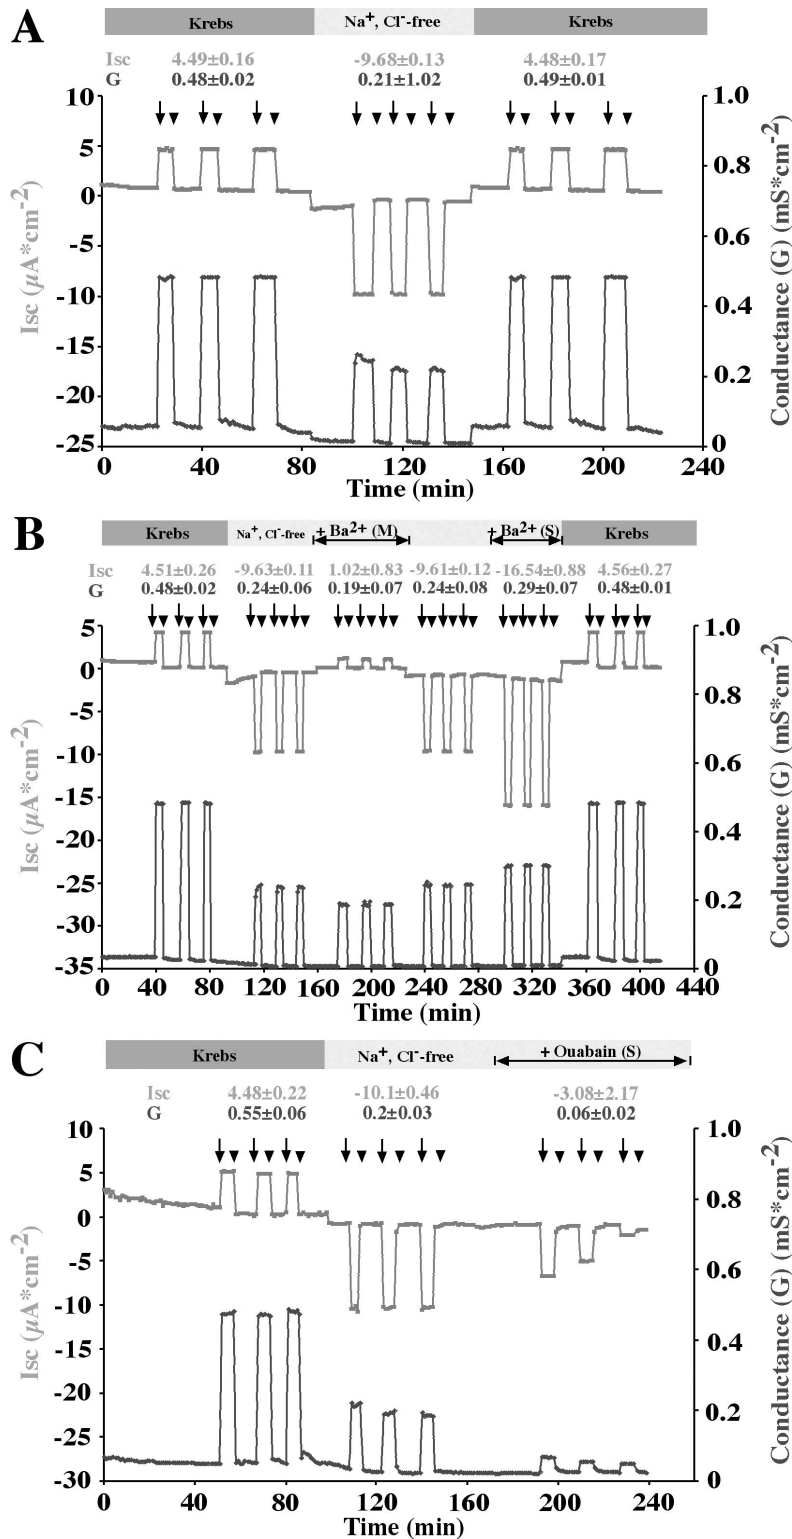 A
Krebs Na+, Cl--free Krebs
Isc 4.49±0.16 -9.68±0.13 4.48±0.17
G 0.48±0.02 0.21±1.02 0.49±0.01
10 1.0
5 0.8
0
-5 0.6
-10 0.4
-15
-20 0.2
-25 0
0 40 80 120 160 200 240
Time (min)
Isc (µA*cm-2)
Conductance (G) (mS*cm-2)
B
Krebs Na+, Cl--free + Ba2+ (M) + Ba2+ (S) Krebs
Isc 4.51±0.26 -9.63±0.11 1.02±0.83 -9.61±0.12 -16.54±0.88 4.56±0.27
G 0.48±0.02 0.24±0.06 0.19±0.07 0.24±0.08 0.29±0.07 0.48±0.01
5 1.0
0
-5 0.8
-10 0.6
-15
-20 0.4
-25 0.2
-30
-35 0
0 40 80 120 160 200 240 280 320 360 400 440
Time (min)
Isc (µA*cm-2)
Conductance (G) (mS*cm-2)
C
Krebs Na+, Cl--free + Ouabain (S)
Isc 4.48±0.22 -10.1±0.46 -3.08±2.17
G 0.55±0.06 0.2±0.03 0.06±0.02
10 1.0
5 0.8
0
-5 0.6
-10
-15 0.4
-20 0.2
-25
-30 0
0 40 80 120 160 200 240
Time (min)
Isc (µA*cm-2)
Conductance (G) (mS*cm-2)